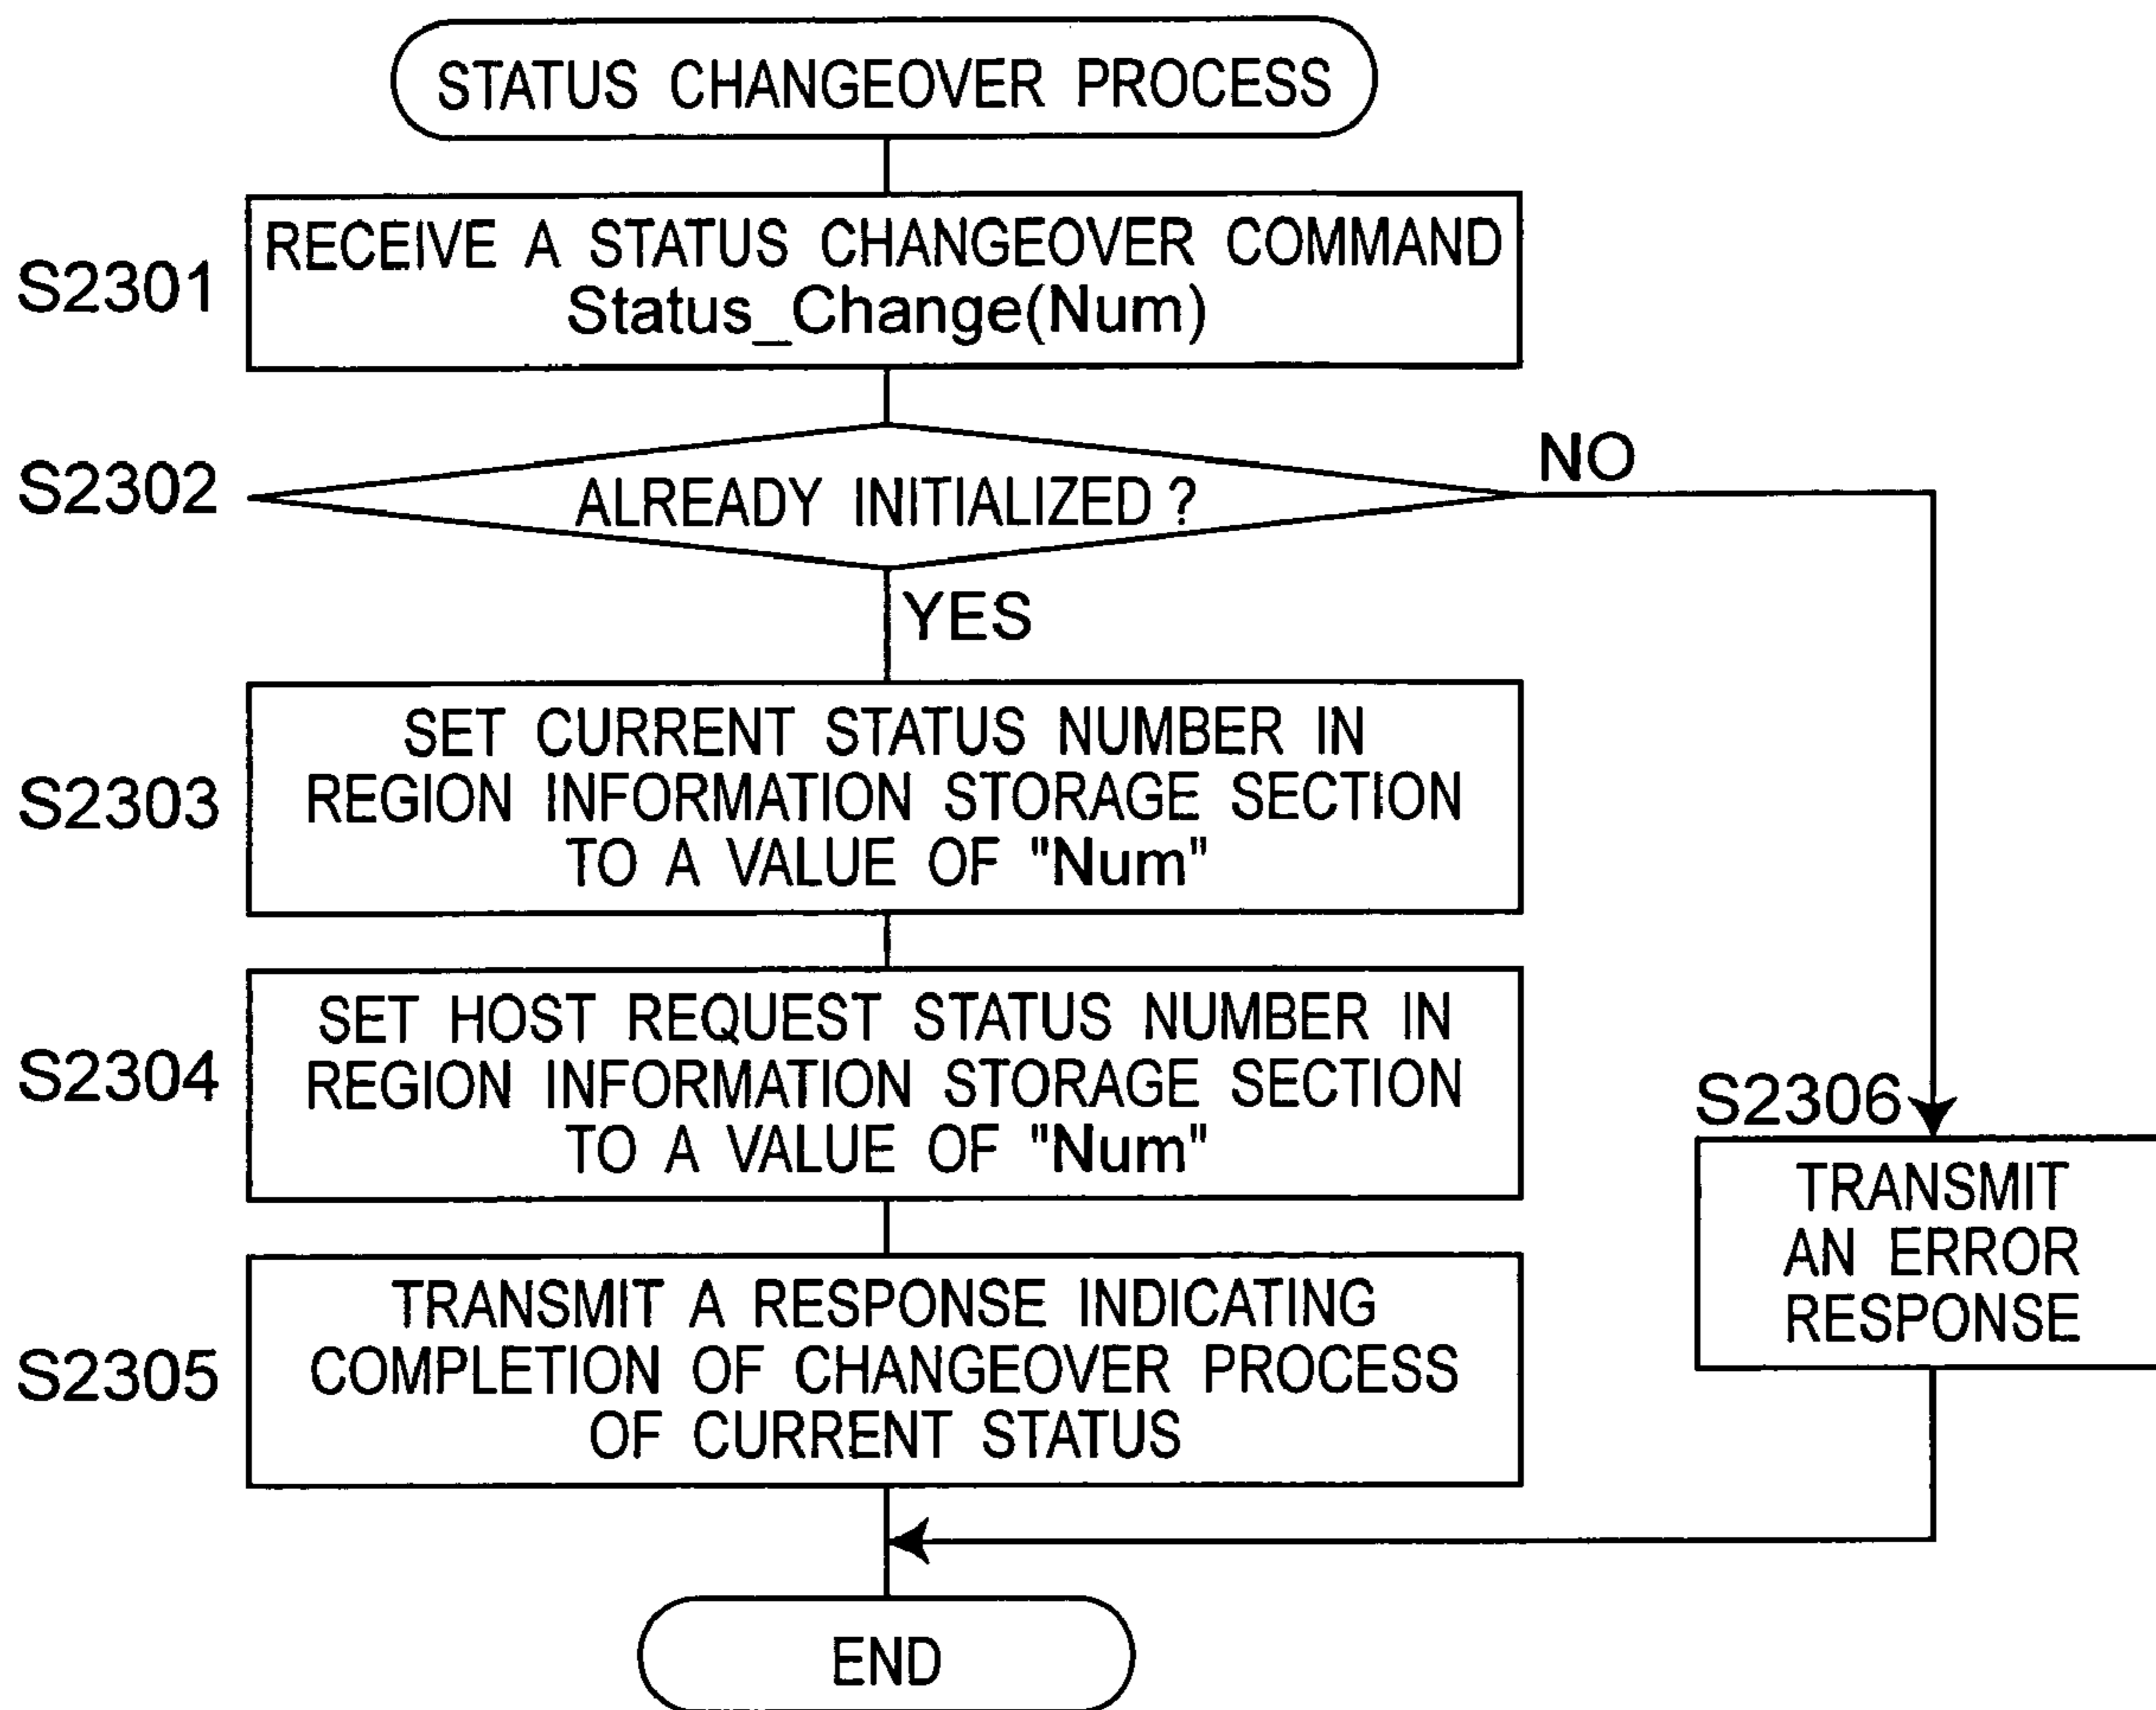 STATUS CHANGEOVER PROCESS
S2301
RECEIVE A STATUS CHANGEOVER COMMAND
Status_Change(Num)
S2302
ALREADY INITIALIZED ?
NO
YES
S2303
SET CURRENT STATUS NUMBER IN
REGION INFORMATION STORAGE SECTION
TO A VALUE OF "Num"
S2304
SET HOST REQUEST STATUS NUMBER IN
REGION INFORMATION STORAGE SECTION
TO A VALUE OF "Num"
S2306
TRANSMIT
AN ERROR
RESPONSE
S2305
TRANSMIT A RESPONSE INDICATING
COMPLETION OF CHANGEOVER PROCESS
OF CURRENT STATUS
END